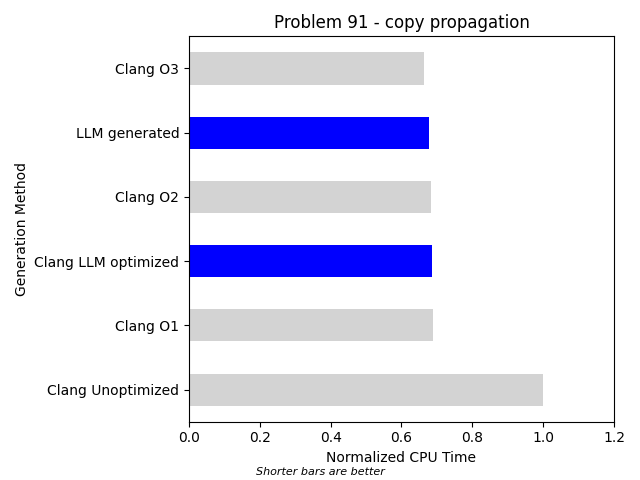 Problem 91 - copy propagation
Clang O3
LLM generated
Clang O2
Clang LLM optimized
Clang O1
Clang Unoptimized
Generation Method
0.0 0.2 0.4 0.6 0.8 1.0 1.2
Normalized CPU Time
Shorter bars are better